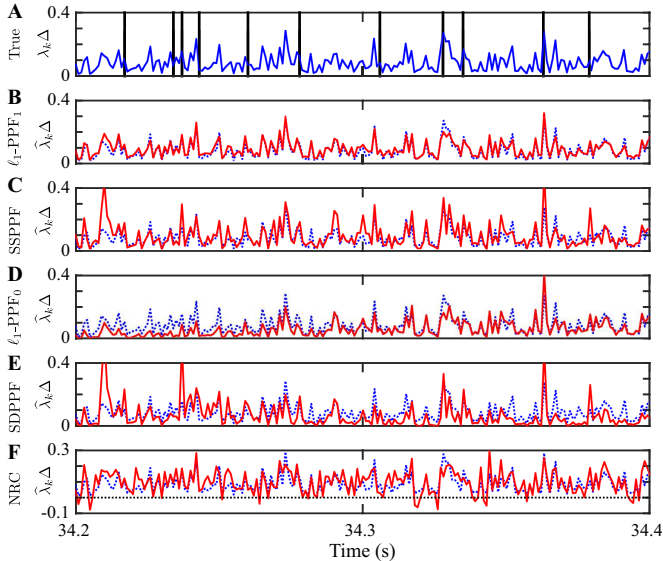 A
True
λₖΔ
0.4
0
B
ℓ₁-PPF₁
λ̂ₖΔ
0.4
0
C
SSPPF
λ̂ₖΔ
0.4
0
D
ℓ₁-PPF₀
λ̂ₖΔ
0.4
0
E
SDPPF
λ̂ₖΔ
0.4
0
F
NRC
λ̂ₖΔ
0.3
0
-0.1
34.2 34.3 34.4
Time (s)